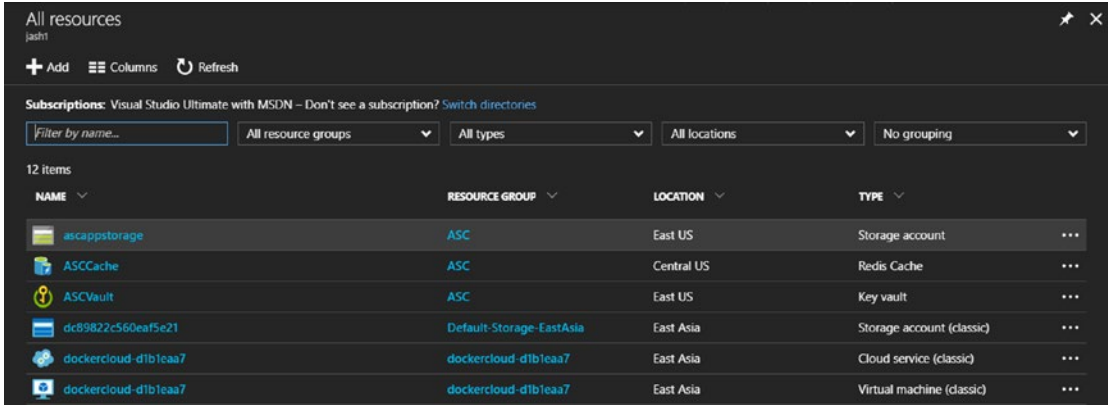 All resources
jash1
Add Columns Refresh
Subscriptions: Visual Studio Ultimate with MSDN – Don't see a subscription? Switch directories
Filter by name... All resource groups All types All locations No grouping
12 items
NAME RESOURCE GROUP LOCATION TYPE
ascappstorage ASC East US Storage account
ASCCache ASC Central US Redis Cache
ASCVault ASC East US Key vault
dc89822c560eaf5e21 Default-Storage-EastAsia East Asia Storage account (classic)
dockercloud-d1b1eaa7 dockercloud-d1b1eaa7 East Asia Cloud service (classic)
dockercloud-d1b1eaa7 dockercloud-d1b1eaa7 East Asia Virtual machine (classic)